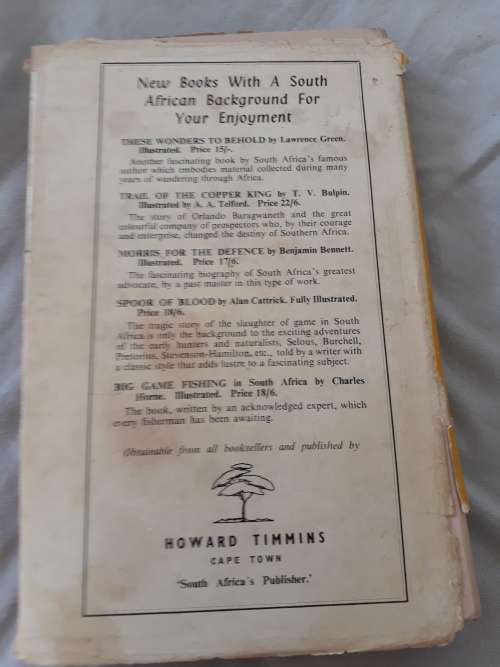 New Books With A South
African Background For
Your Enjoyment
THESE WONDERS TO BEHOLD by Lawrence Green.
Illustrated. Price 15/-.
Another fascinating book by South Africa's famous
author which embodies material collected during many
years of wandering through Africa.
TRAIL OF THE COPPER KING by T. V. Bulpin.
Illustrated by A. A. Telford. Price 22/6.
The story of Orlando Baragwaneth and the great
colourful company of prospectors who, by their courage
and enterprise, changed the destiny of Southern Africa.
MORRIS FOR THE DEFENCE by Benjamin Bennett.
Illustrated. Price 17/6.
The fascinating biography of South Africa's greatest
advocate, by a past master in this type of work.
SPOOR OF BLOOD by Alan Cattrick. Fully Illustrated.
Price 18/6.
The tragic story of the slaughter of game in South
Africa is only the background to the exciting adventures
of the early hunters and naturalists, Selous, Burchell,
Pretorius, Stevenson-Hamilton, etc., told by a writer with
a classic style that adds lustre to a fascinating subject.
BIG GAME FISHING in South Africa by Charles
Horne. Illustrated. Price 18/6.
The book, written by an acknowledged expert, which
every fisherman has been awaiting.
Obtainable from all booksellers and published by
HOWARD TIMMINS
CAPE TOWN
'South Africa's Publisher.'